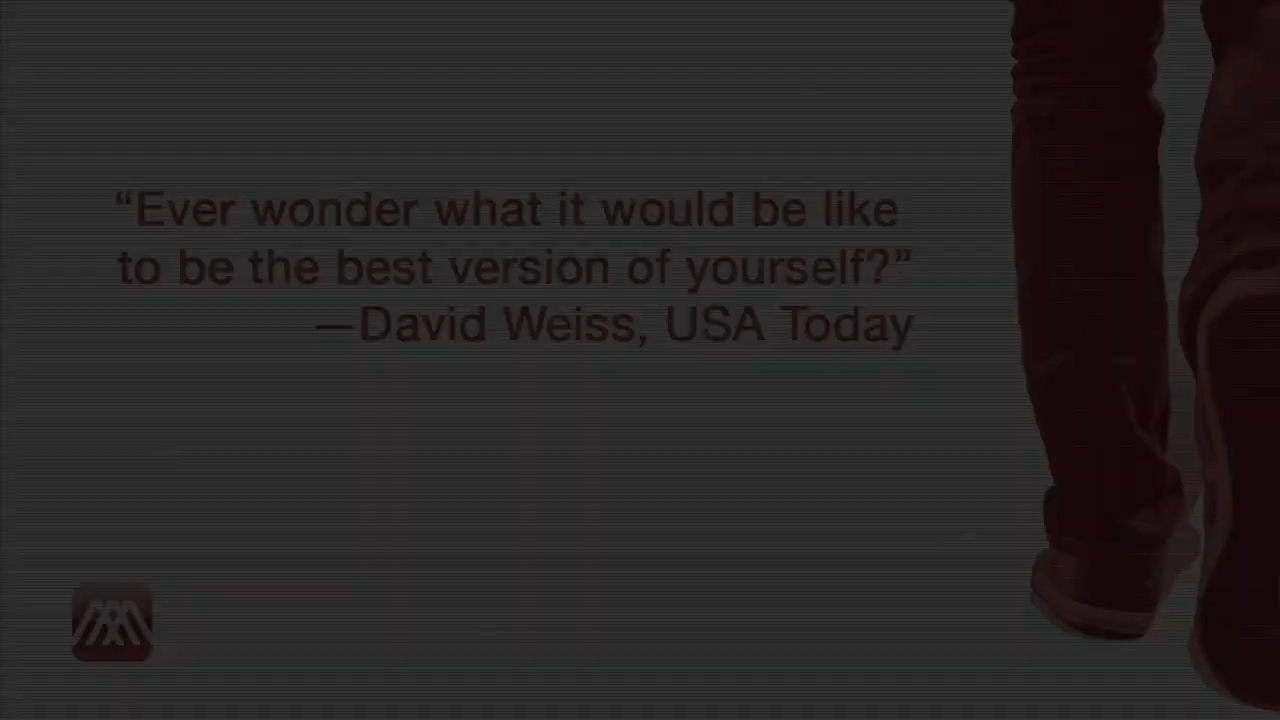 “Ever wonder what it would be like
to be the best version of yourself?”
—David Weiss, USA Today